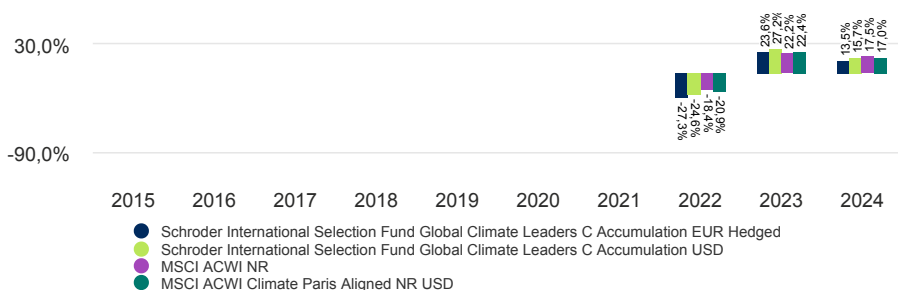 30,0%
-90,0%
-27,3%
-24,6%
-18,4%
-20,9%
23,6%
27,2%
22,2%
22,4%
13,5%
15,7%
17,5%
17,0%
2015 2016 2017 2018 2019 2020 2021 2022 2023 2024
Schroder International Selection Fund Global Climate Leaders C Accumulation EUR Hedged
Schroder International Selection Fund Global Climate Leaders C Accumulation USD
MSCI ACWI NR
MSCI ACWI Climate Paris Aligned NR USD